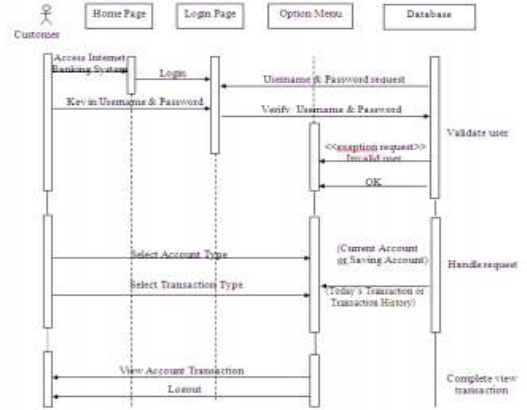 Customer
Home Page
Login Page
Option Menu
Database
Access Internet
Banking System
Login
Username & Password request
Key in Username & Password
Verify Username & Password
Validate user
<<exeption request>>
Invalid user
OK
Select Account Type
(Current Account
or Saving Account)
Handle request
Select Transaction Type
(Today's Transaction or
Transaction History)
View Account Transaction
Logout
Complete view
transaction